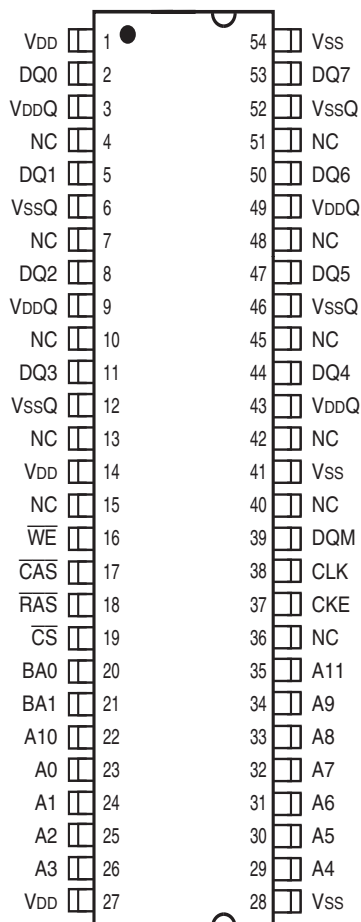 VDD 1 54 VSS
DQ0 2 53 DQ7
VDDQ 3 52 VSSQ
NC 4 51 NC
DQ1 5 50 DQ6
VSSQ 6 49 VDDQ
NC 7 48 NC
DQ2 8 47 DQ5
VDDQ 9 46 VSSQ
NC 10 45 NC
DQ3 11 44 DQ4
VSSQ 12 43 VDDQ
NC 13 42 NC
VDD 14 41 VSS
NC 15 40 NC
W̅E̅ 16 39 DQM
C̅A̅S̅ 17 38 CLK
R̅A̅S̅ 18 37 CKE
C̅S̅ 19 36 NC
BA0 20 35 A11
BA1 21 34 A9
A10 22 33 A8
A0 23 32 A7
A1 24 31 A6
A2 25 30 A5
A3 26 29 A4
VDD 27 28 VSS